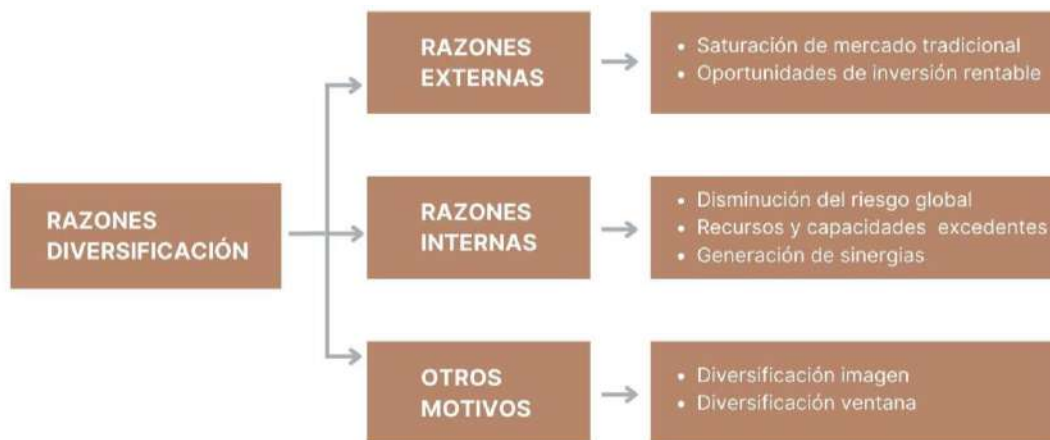 RAZONES
DIVERSIFICACIÓN
RAZONES
EXTERNAS
• Saturación de mercado tradicional
• Oportunidades de inversión rentable
RAZONES
INTERNAS
• Disminución del riesgo global
• Recursos y capacidades excedentes
• Generación de sinergias
OTROS
MOTIVOS
• Diversificación imagen
• Diversificación ventana